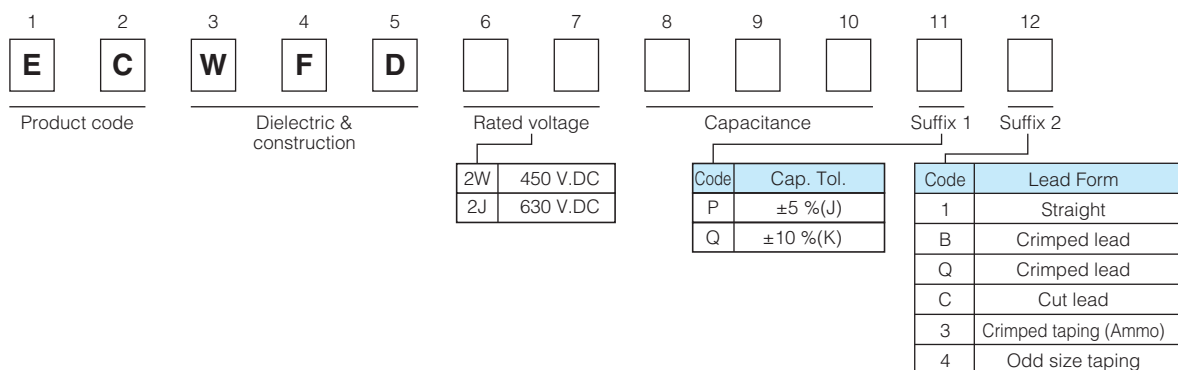 1 2 3 4 5 6 7 8 9 10 11 12
E C W F D
Product code Dielectric & construction Rated voltage Capacitance Suffix 1 Suffix 2
2W 450 V.DC
2J 630 V.DC
Code Cap. Tol.
P ±5 %(J)
Q ±10 %(K)
Code Lead Form
1 Straight
B Crimped lead
Q Crimped lead
C Cut lead
3 Crimped taping (Ammo)
4 Odd size taping